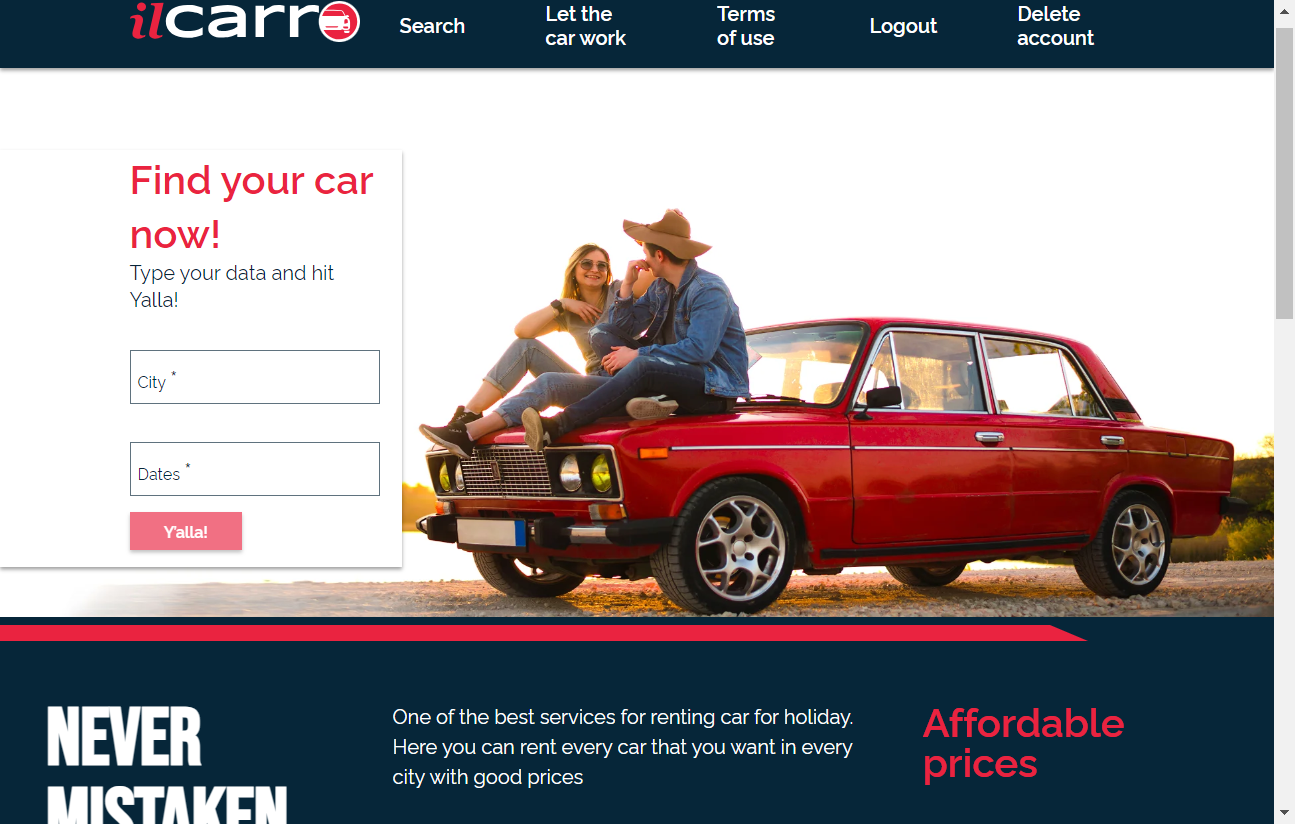 ilcarro
Search
Let the
car work
Terms
of use
Logout
Delete
account
Find your car
now!
Type your data and hit
Yalla!
City *
Dates *
Y'alla!
NEVER
MISTAKEN
One of the best services for renting car for holiday.
Here you can rent every car that you want in every
city with good prices
Affordable
prices